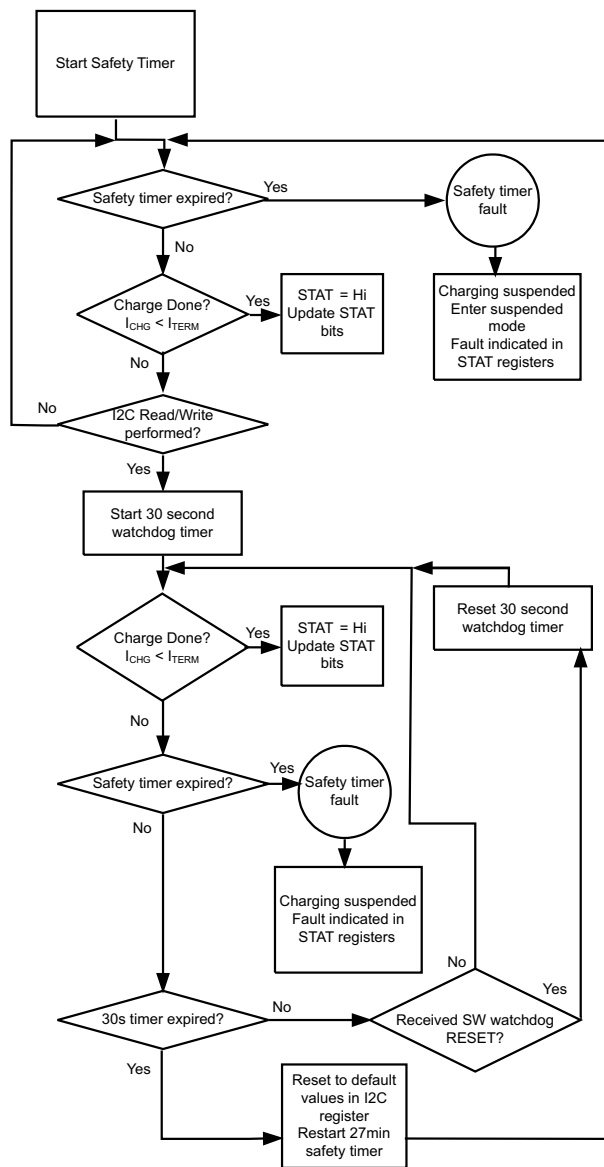 Start Safety Timer
Safety timer expired?
Yes
Safety timer
fault
No
Charging suspended
Enter suspended
mode
Fault indicated in
STAT registers
Charge Done?
I_CHG < I_TERM
Yes
STAT = Hi
Update STAT
bits
No
No
I2C Read/Write
performed?
Yes
Start 30 second
watchdog timer
Reset 30 second
watchdog timer
Charge Done?
I_CHG < I_TERM
Yes
STAT = Hi
Update STAT
bits
No
Safety timer expired?
Yes
Safety timer
fault
No
Charging suspended
Fault indicated in
STAT registers
No
Yes
30s timer expired?
No
Received SW watchdog
RESET?
Yes
Reset to default
values in I2C
register
Restart 27min
safety timer